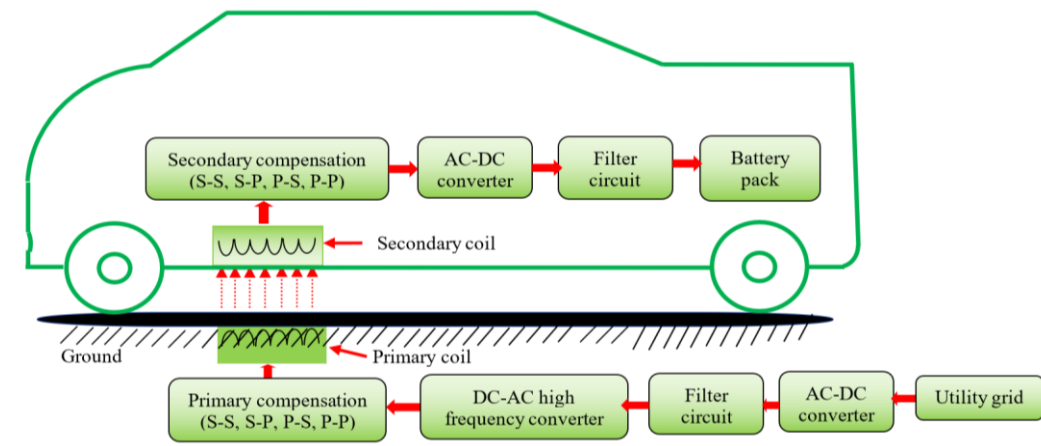 Secondary compensation
(S-S, S-P, P-S, P-P)
AC-DC
converter
Filter
circuit
Battery
pack
Secondary coil
Ground
Primary coil
Primary compensation
(S-S, S-P, P-S, P-P)
DC-AC high
frequency converter
Filter
circuit
AC-DC
converter
Utility grid